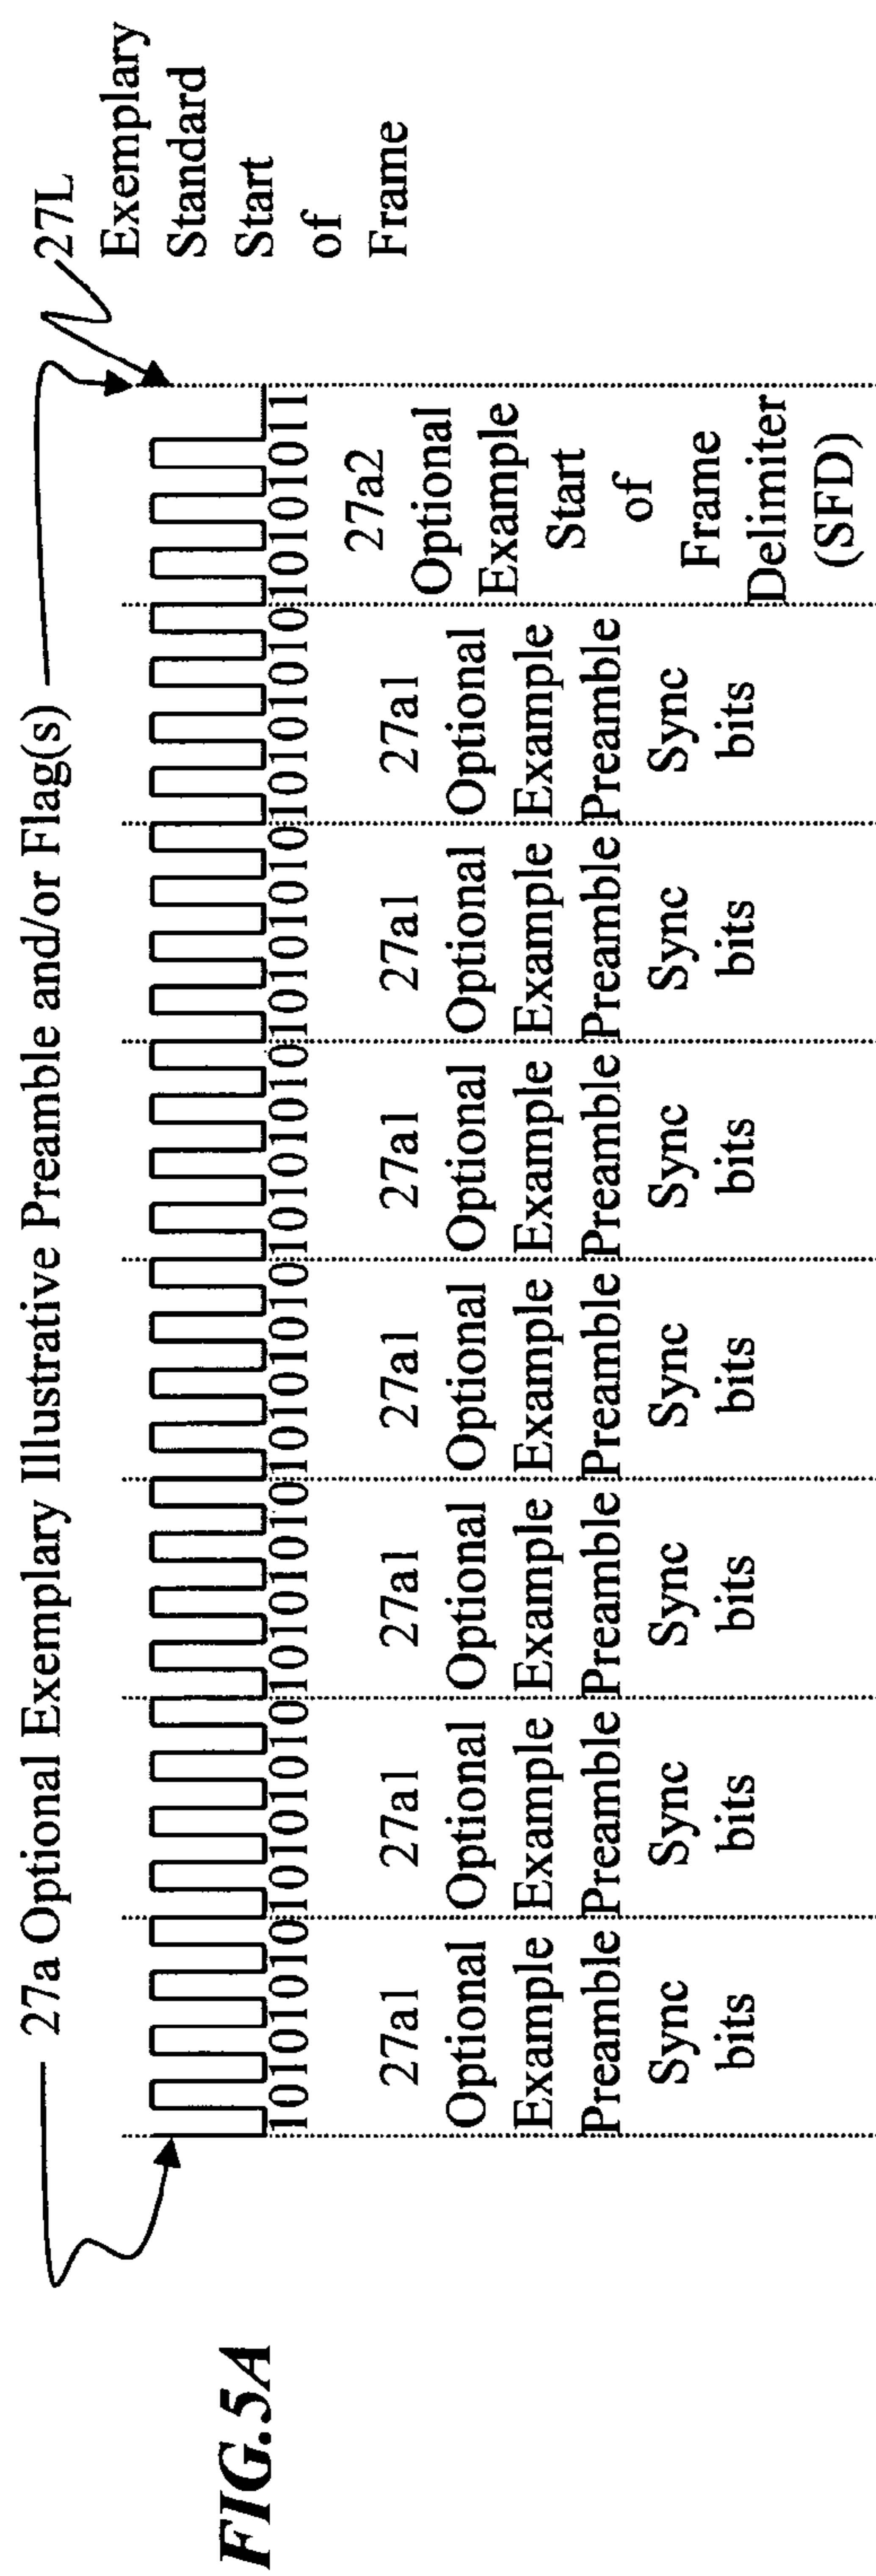 27a Optional Exemplary Illustrative Preamble and/or Flag(s)
27L
Exemplary
Standard
Start
of
Frame
10101010 10101010 10101010 10101010 10101010 10101010 10101010 10101011
27a1
Optional
Example
Preamble
Sync
bits
27a1
Optional
Example
Preamble
Sync
bits
27a1
Optional
Example
Preamble
Sync
bits
27a1
Optional
Example
Preamble
Sync
bits
27a1
Optional
Example
Preamble
Sync
bits
27a1
Optional
Example
Preamble
Sync
bits
27a1
Optional
Example
Preamble
Sync
bits
27a2
Optional
Example
Start
of
Frame
Delimiter
(SFD)
FIG.5A